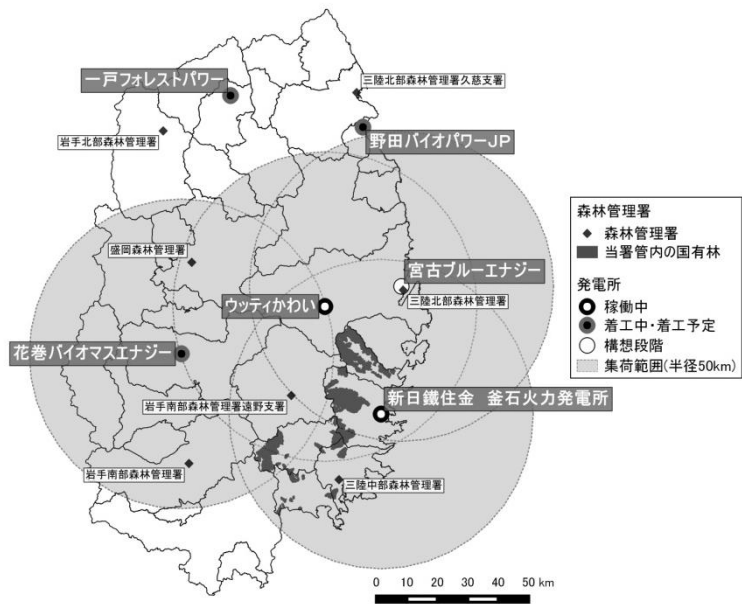 一戸フォレストパワー
三陸北部森林管理署久慈支署
岩手北部森林管理署
野田バイオパワーJP
盛岡森林管理署
宮古ブルーエナジー
三陸北部森林管理署
ウッティかわい
花巻バイオマスエナジー
岩手南部森林管理署遠野支署
新日鐵住金 釜石火力発電所
岩手南部森林管理署
三陸中部森林管理署
森林管理署
森林管理署
当署管内の国有林
発電所
稼働中
着工中・着工予定
構想段階
集荷範囲(半径50km)
0 10 20 30 40 50 km